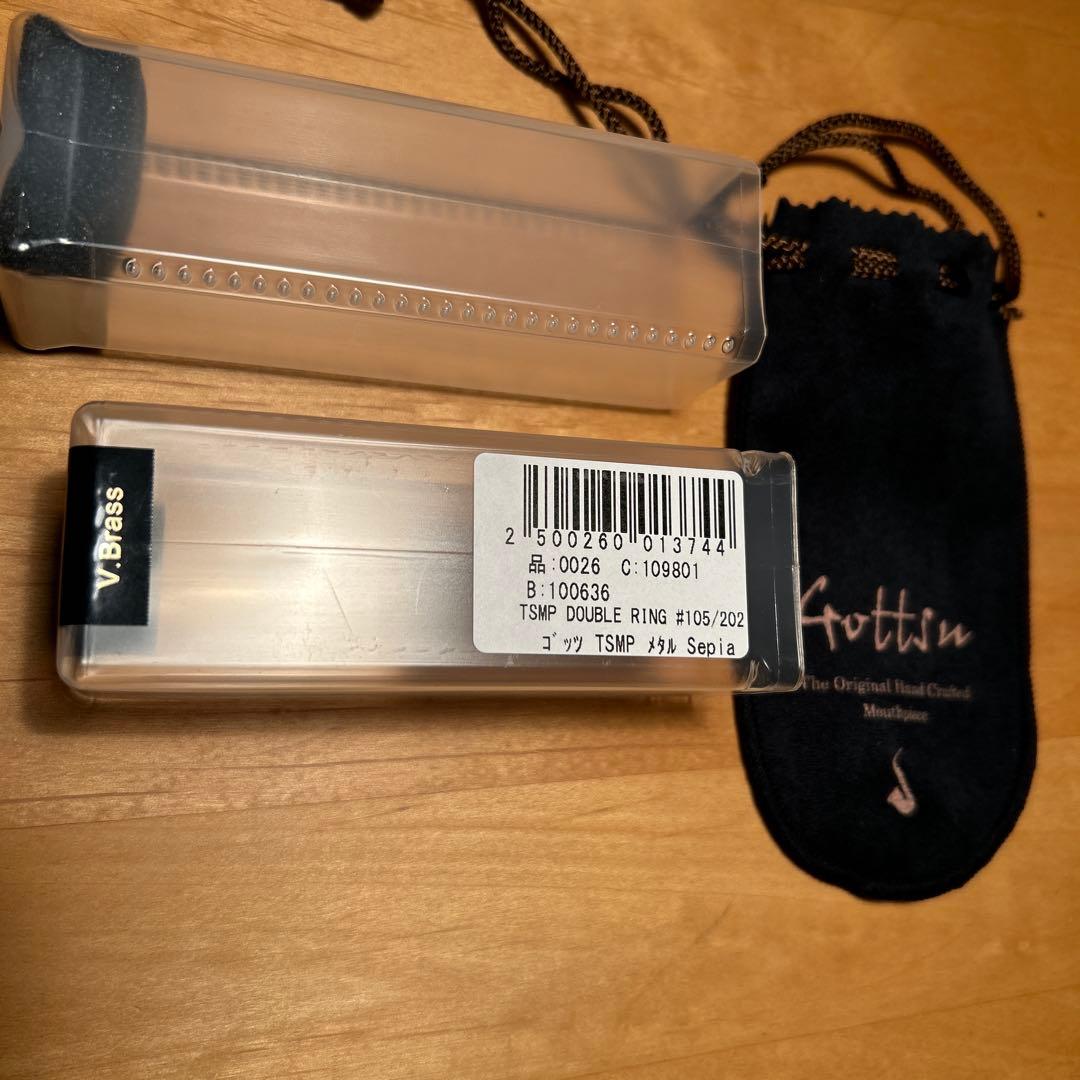 V.Brass
2 500260 013744
品:0026 C:109801
B:100636
TSMP DOUBLE RING #105/202
ゴッツ TSMP メタル Sepia
Gottsu
The Original Hand Crafted
Mouthpiece